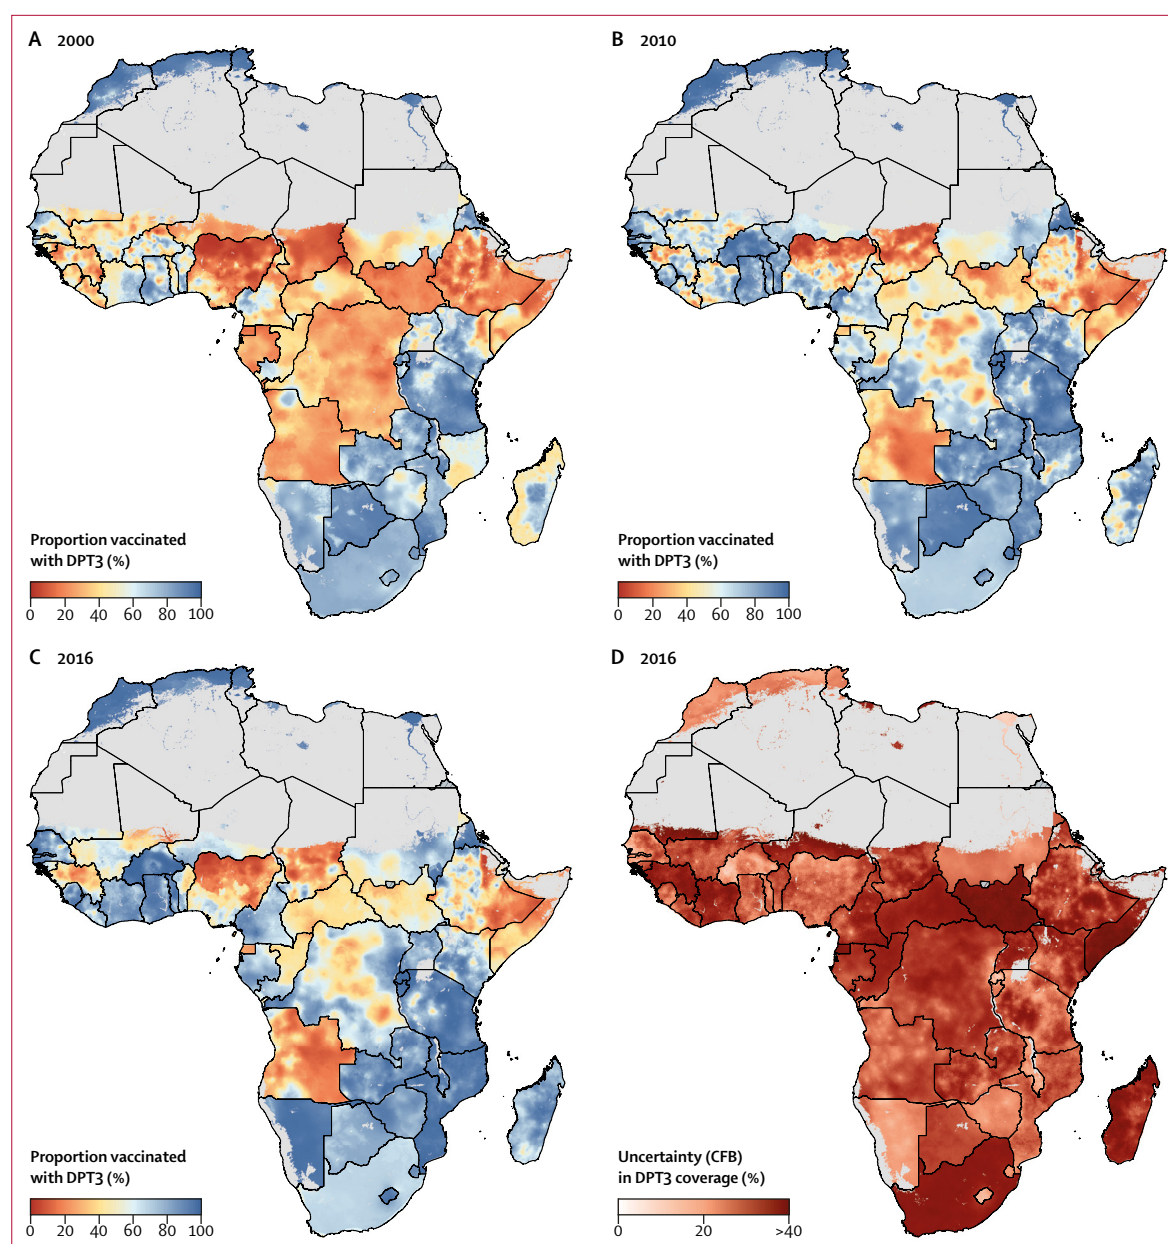 A 2000
B 2010
Proportion vaccinated
with DPT3 (%)
0 20 40 60 80 100
Proportion vaccinated
with DPT3 (%)
0 20 40 60 80 100
C 2016
D 2016
Proportion vaccinated
with DPT3 (%)
0 20 40 60 80 100
Uncertainty (CFB)
in DPT3 coverage (%)
0 20 >40